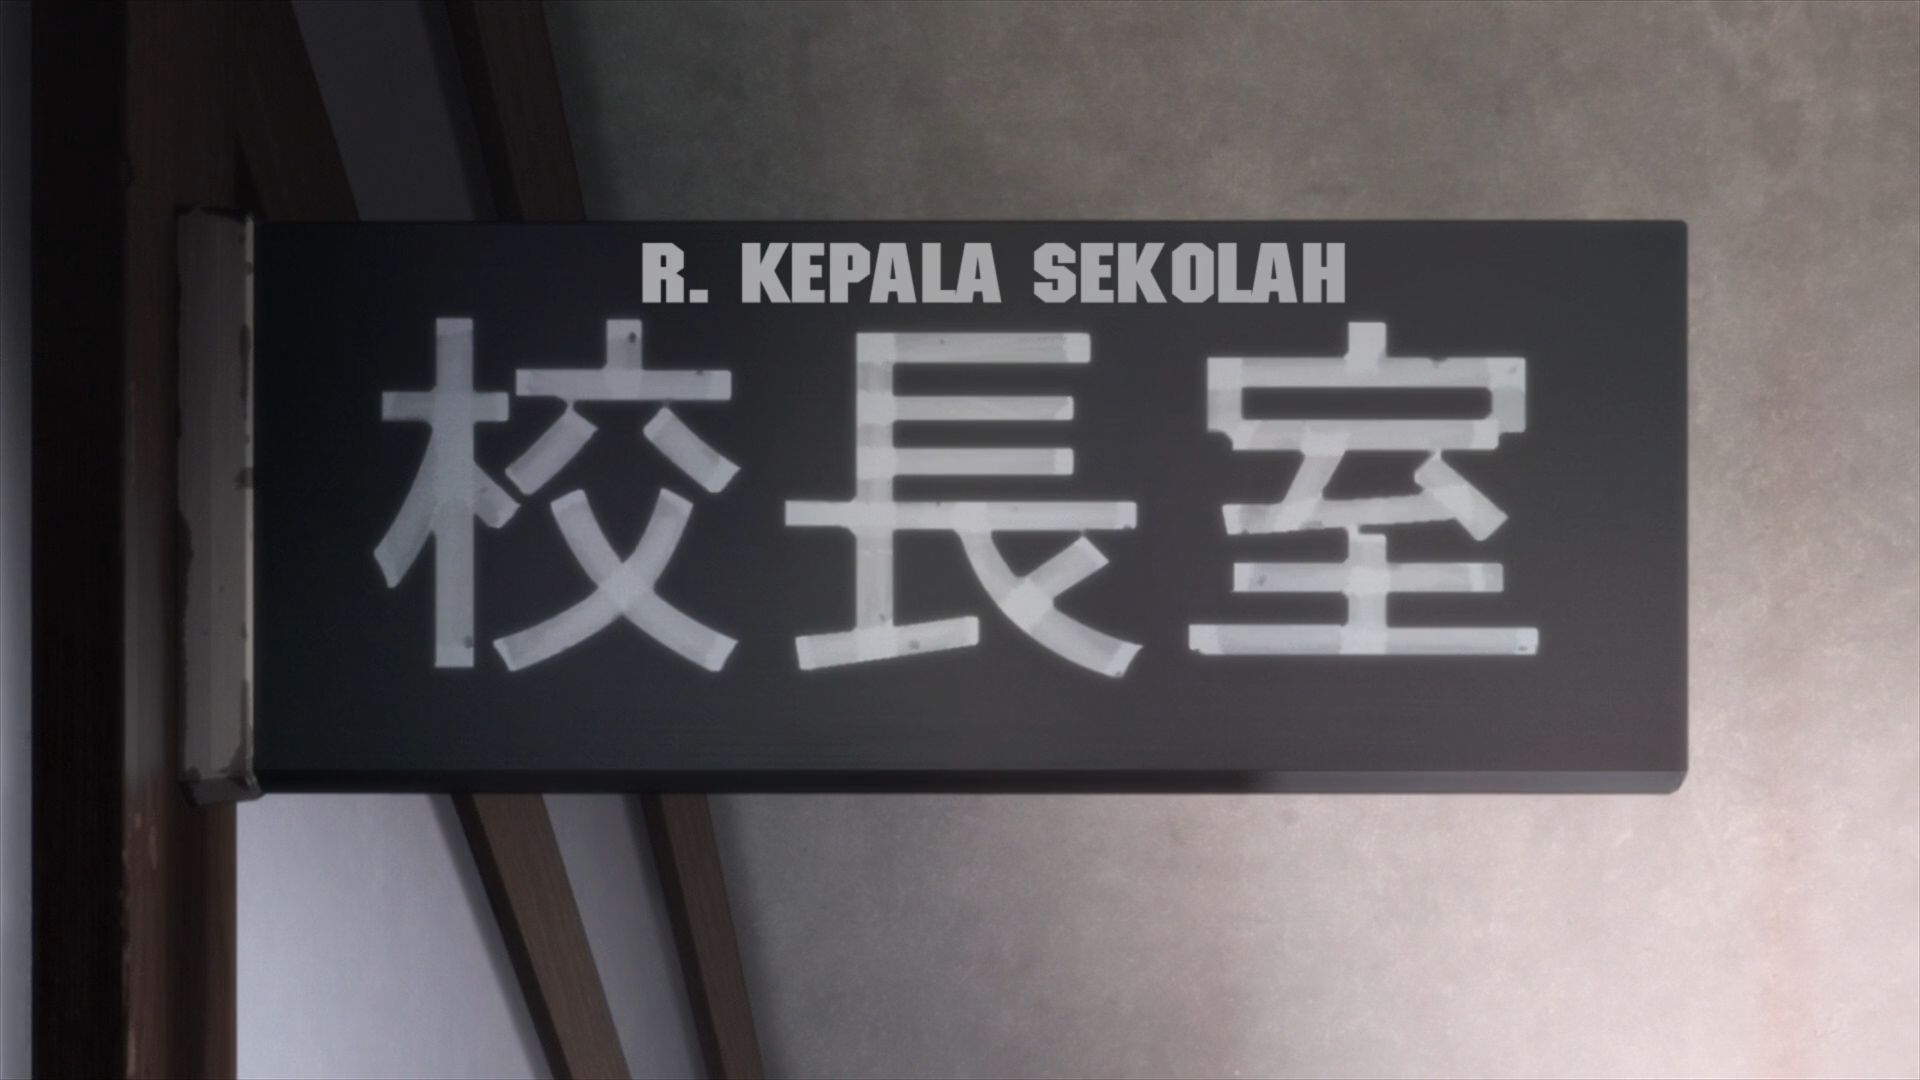 R. KEPALA SEKOLAH
校長室